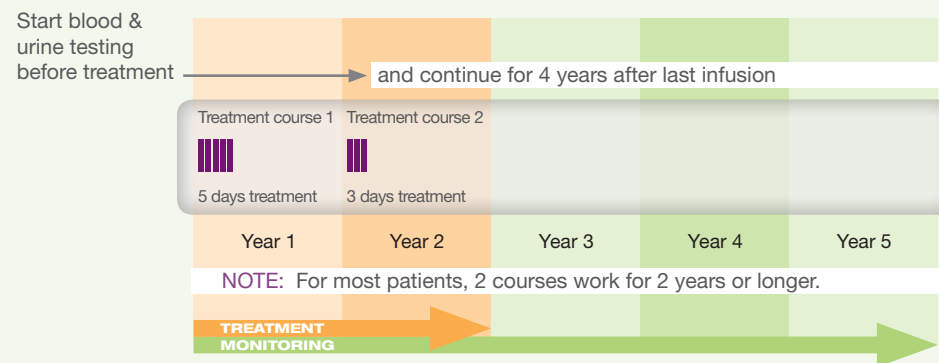 Start blood &
urine testing
before treatment
and continue for 4 years after last infusion
Treatment course 1
Treatment course 2
5 days treatment
3 days treatment
Year 1
Year 2
Year 3
Year 4
Year 5
NOTE: For most patients, 2 courses work for 2 years or longer.
TREATMENT
MONITORING